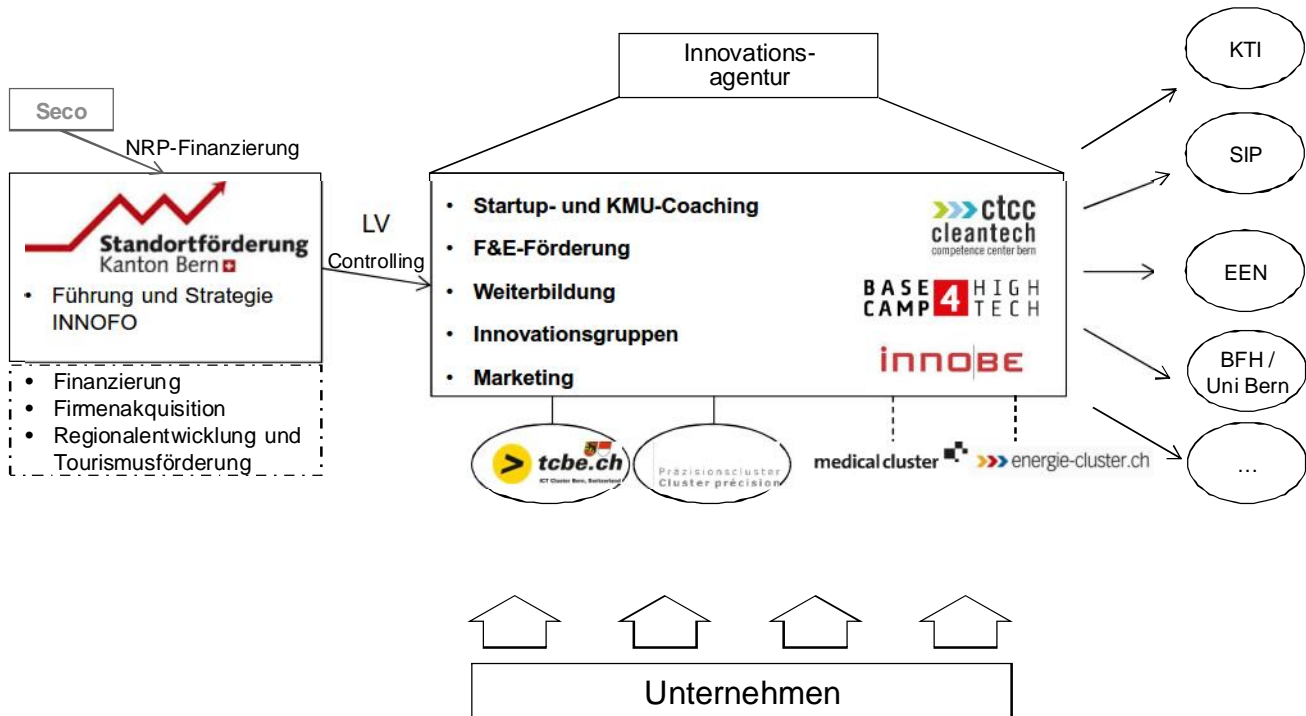 Innovations-
agentur
Seco
NRP-Finanzierung
Standortförderung
Kanton Bern
• Führung und Strategie
INNOFO
• Finanzierung
• Firmenakquisition
• Regionalentwicklung und
Tourismusförderung
LV
Controlling
• Startup- und KMU-Coaching
• F&E-Förderung
• Weiterbildung
• Innovationsgruppen
• Marketing
ctcc
cleantech
competence center bern
BASE 4 HIGH
CAMP TECH
innoBE
tcbe.ch
ICT Cluster Bern, Switzerland
Präzisionscluster
Cluster précision
medical cluster
energie-cluster.ch
KTI
SIP
EEN
BFH /
Uni Bern
...
Unternehmen